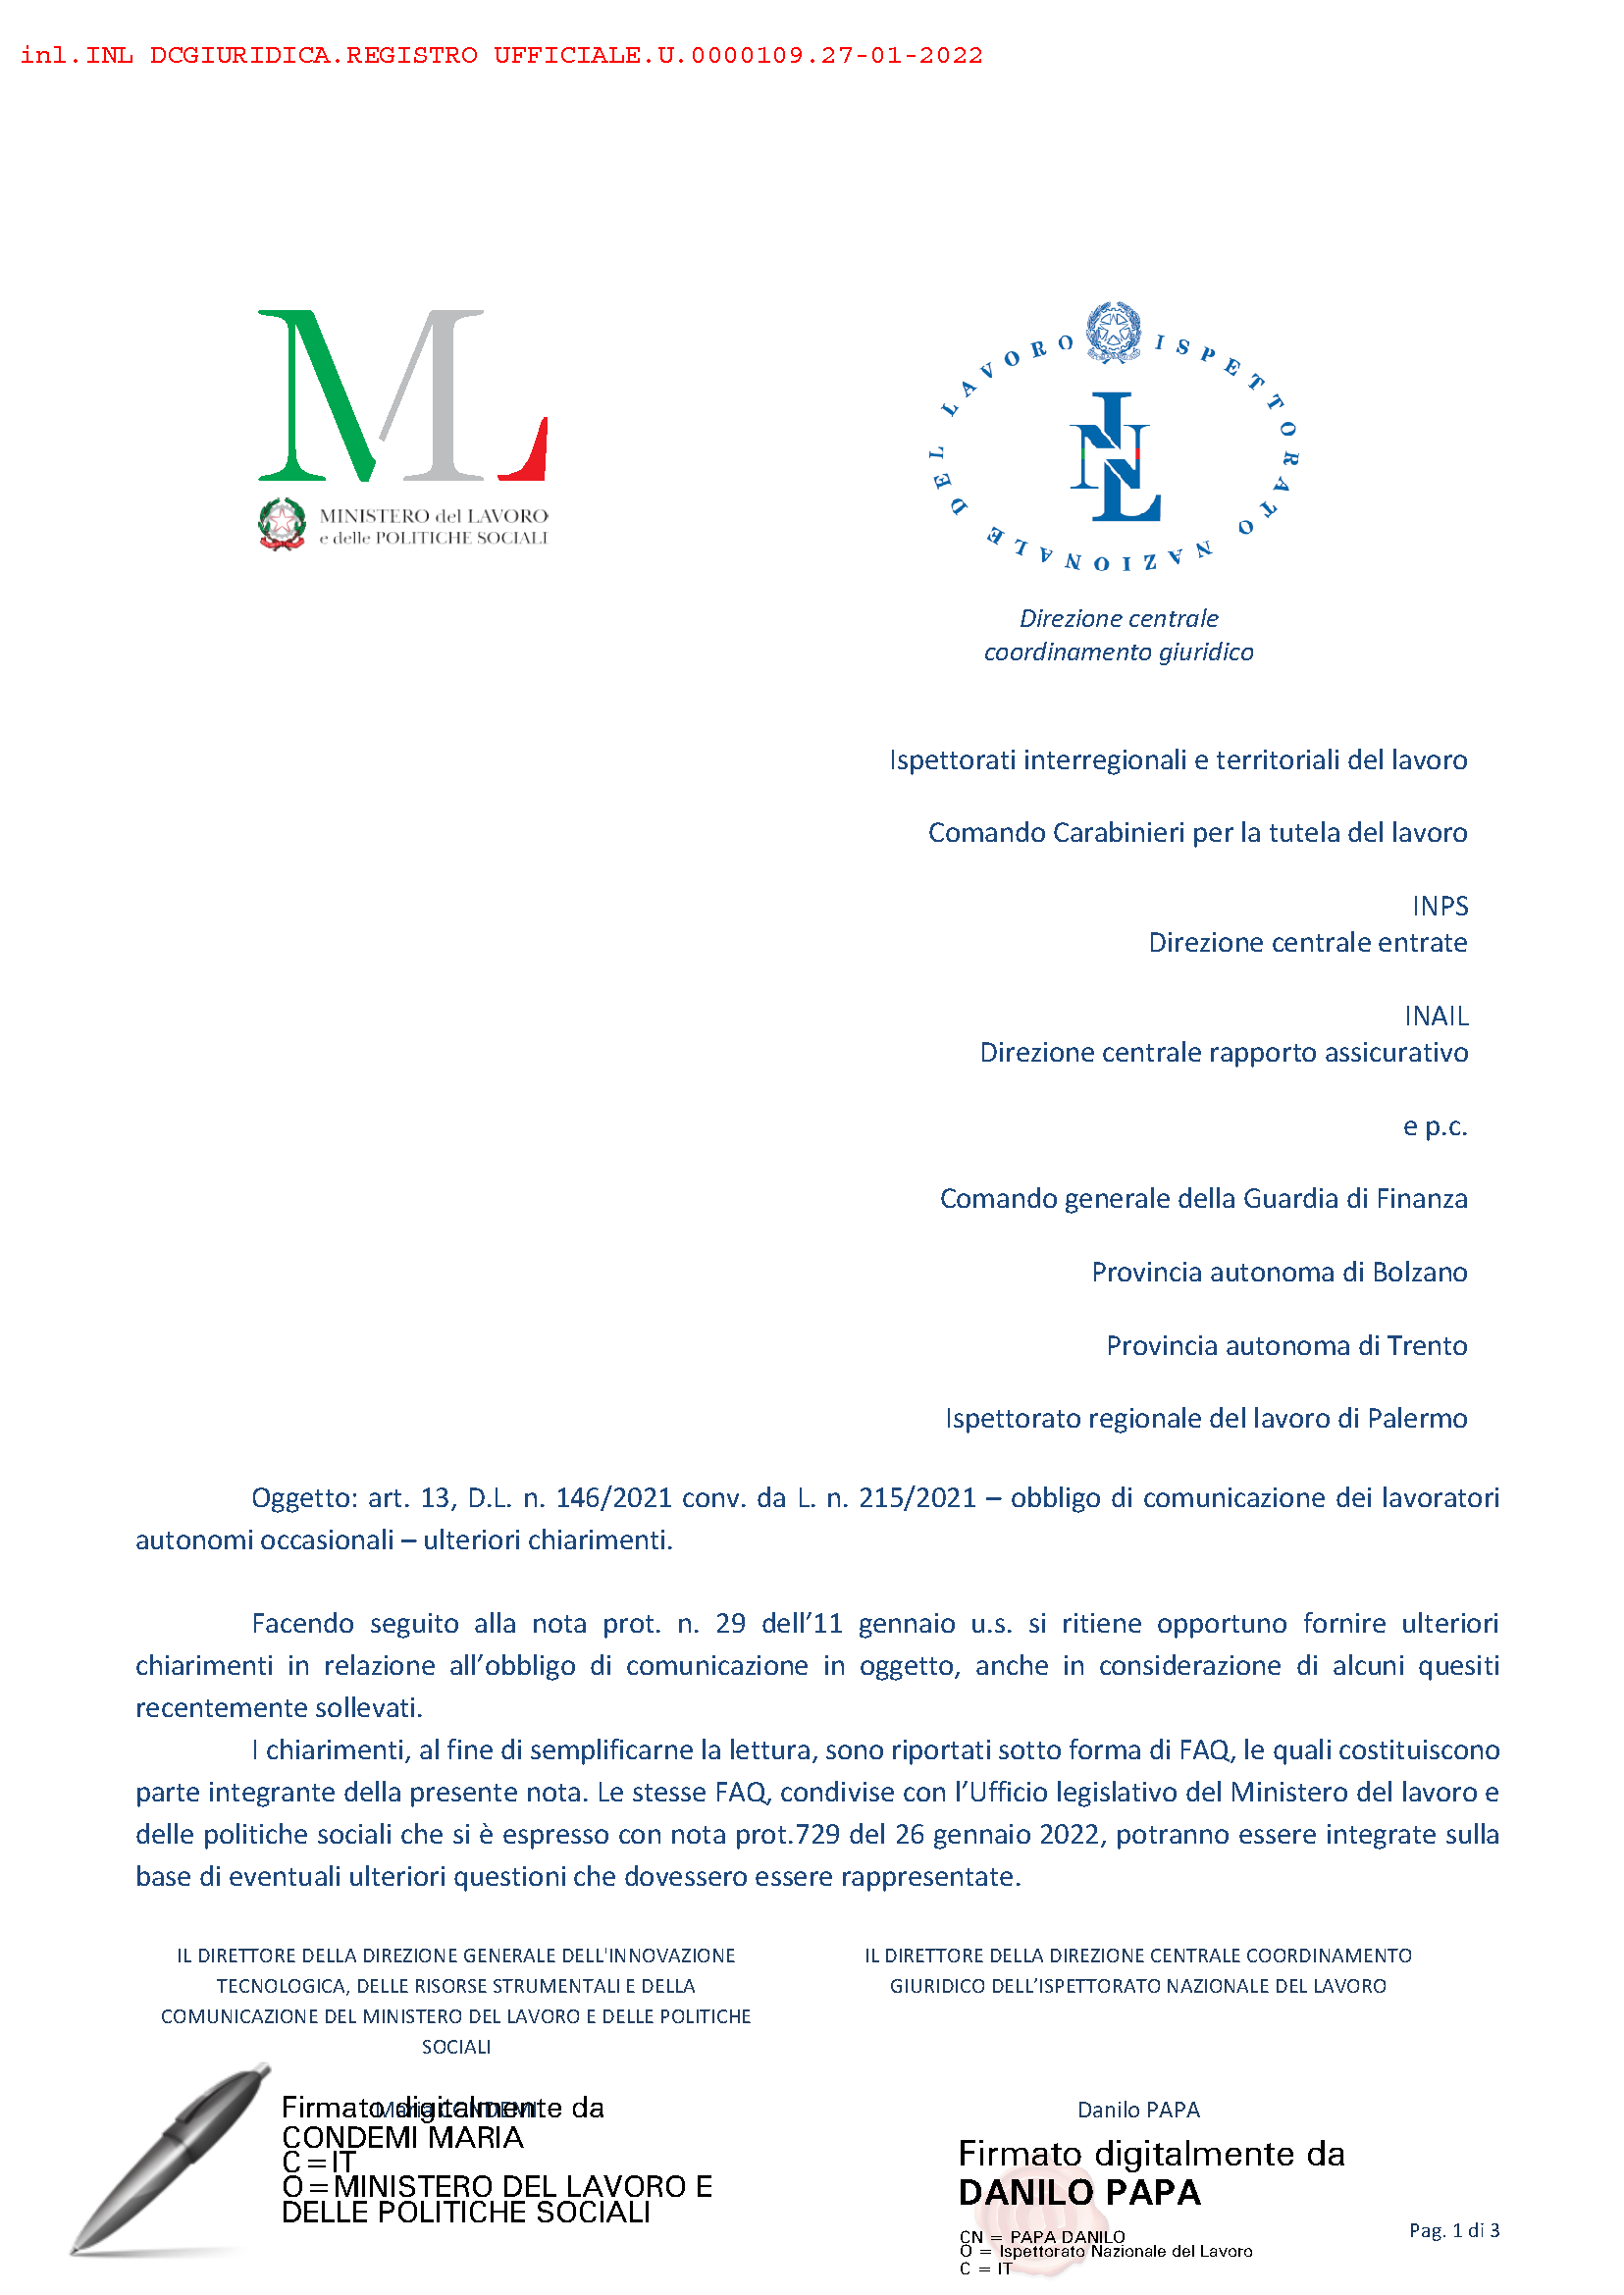 inl.INL DCGIURIDICA.REGISTRO UFFICIALE.U.0000109.27-01-2022
ML
MINISTERO del LAVORO
e delle POLITICHE SOCIALI
ISPETTORATO NAZIONALE DEL LAVORO
INL
Direzione centrale
coordinamento giuridico
Ispettorati interregionali e territoriali del lavoro
Comando Carabinieri per la tutela del lavoro
INPS
Direzione centrale entrate
INAIL
Direzione centrale rapporto assicurativo
e p.c.
Comando generale della Guardia di Finanza
Provincia autonoma di Bolzano
Provincia autonoma di Trento
Ispettorato regionale del lavoro di Palermo
Oggetto: art. 13, D.L. n. 146/2021 conv. da L. n. 215/2021 – obbligo di comunicazione dei lavoratori
autonomi occasionali – ulteriori chiarimenti.
Facendo seguito alla nota prot. n. 29 dell’11 gennaio u.s. si ritiene opportuno fornire ulteriori
chiarimenti in relazione all’obbligo di comunicazione in oggetto, anche in considerazione di alcuni quesiti
recentemente sollevati.
I chiarimenti, al fine di semplificarne la lettura, sono riportati sotto forma di FAQ, le quali costituiscono
parte integrante della presente nota. Le stesse FAQ, condivise con l’Ufficio legislativo del Ministero del lavoro e
delle politiche sociali che si è espresso con nota prot.729 del 26 gennaio 2022, potranno essere integrate sulla
base di eventuali ulteriori questioni che dovessero essere rappresentate.
IL DIRETTORE DELLA DIREZIONE GENERALE DELL'INNOVAZIONE
TECNOLOGICA, DELLE RISORSE STRUMENTALI E DELLA
COMUNICAZIONE DEL MINISTERO DEL LAVORO E DELLE POLITICHE
SOCIALI
Maria CONDEMI
Firmato digitalmente da
CONDEMI MARIA
C=IT
O=MINISTERO DEL LAVORO E
DELLE POLITICHE SOCIALI
IL DIRETTORE DELLA DIREZIONE CENTRALE COORDINAMENTO
GIURIDICO DELL’ISPETTORATO NAZIONALE DEL LAVORO
Danilo PAPA
Firmato digitalmente da
DANILO PAPA
CN = PAPA DANILO
O = Ispettorato Nazionale del Lavoro
C = IT
Pag. 1 di 3